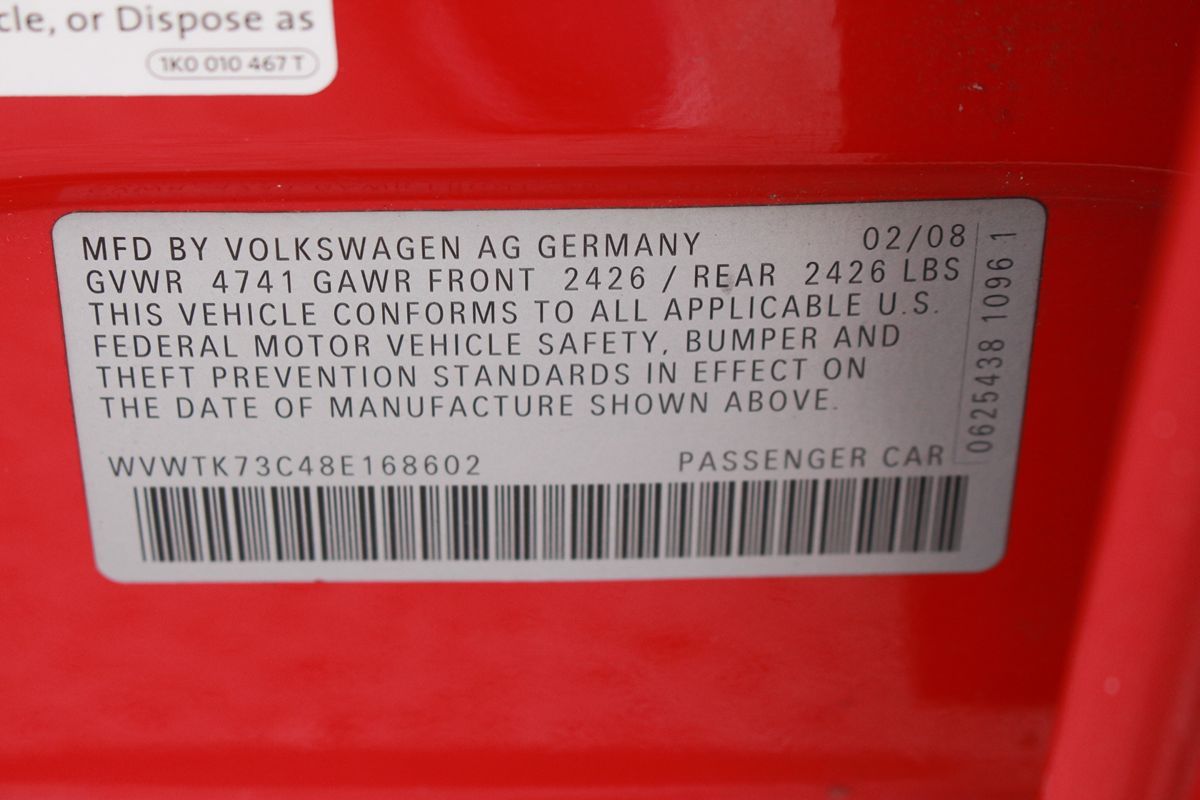 cle, or Dispose as
1K0 010 467 T
MFD BY VOLKSWAGEN AG GERMANY 02/08
GVWR 4741 GAWR FRONT 2426 / REAR 2426 LBS
THIS VEHICLE CONFORMS TO ALL APPLICABLE U.S.
FEDERAL MOTOR VEHICLE SAFETY, BUMPER AND
THEFT PREVENTION STANDARDS IN EFFECT ON
THE DATE OF MANUFACTURE SHOWN ABOVE.
WVWTK73C48E168602 PASSENGER CAR
0625438 1096 1